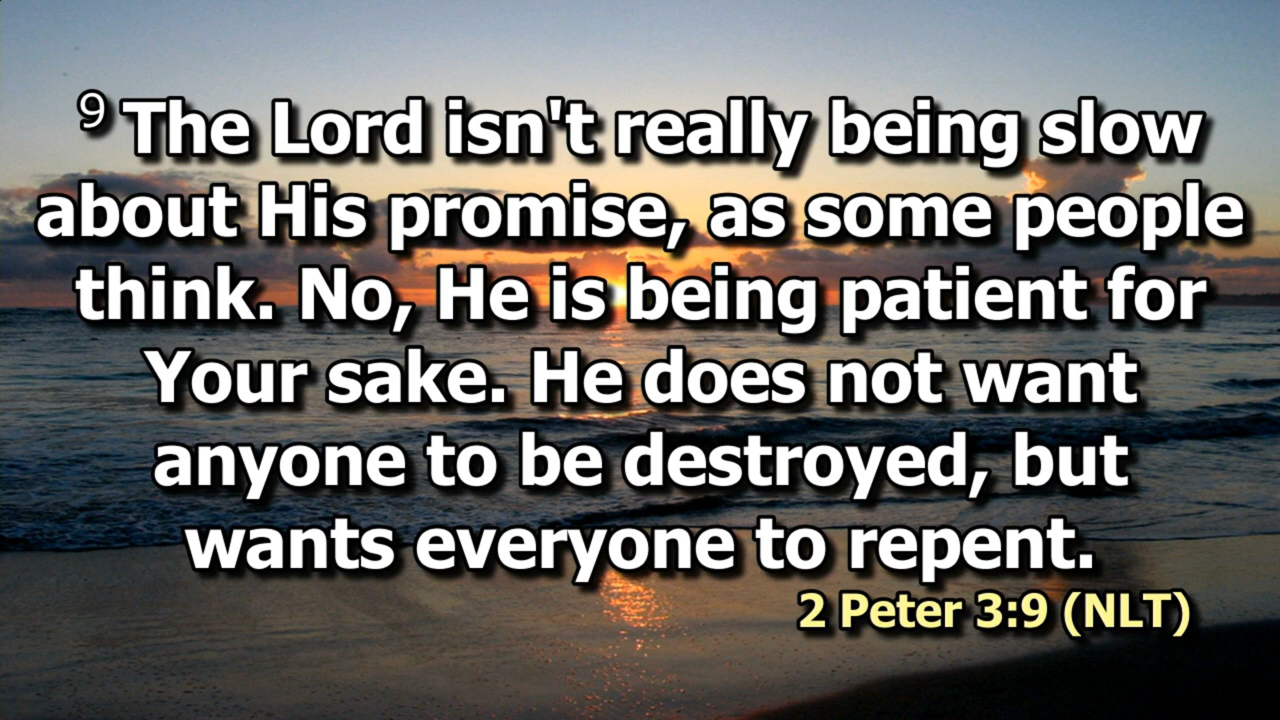 9 The Lord isn't really being slow
about His promise, as some people
think. No, He is being patient for
Your sake. He does not want
anyone to be destroyed, but
wants everyone to repent.
2 Peter 3:9 (NLT)